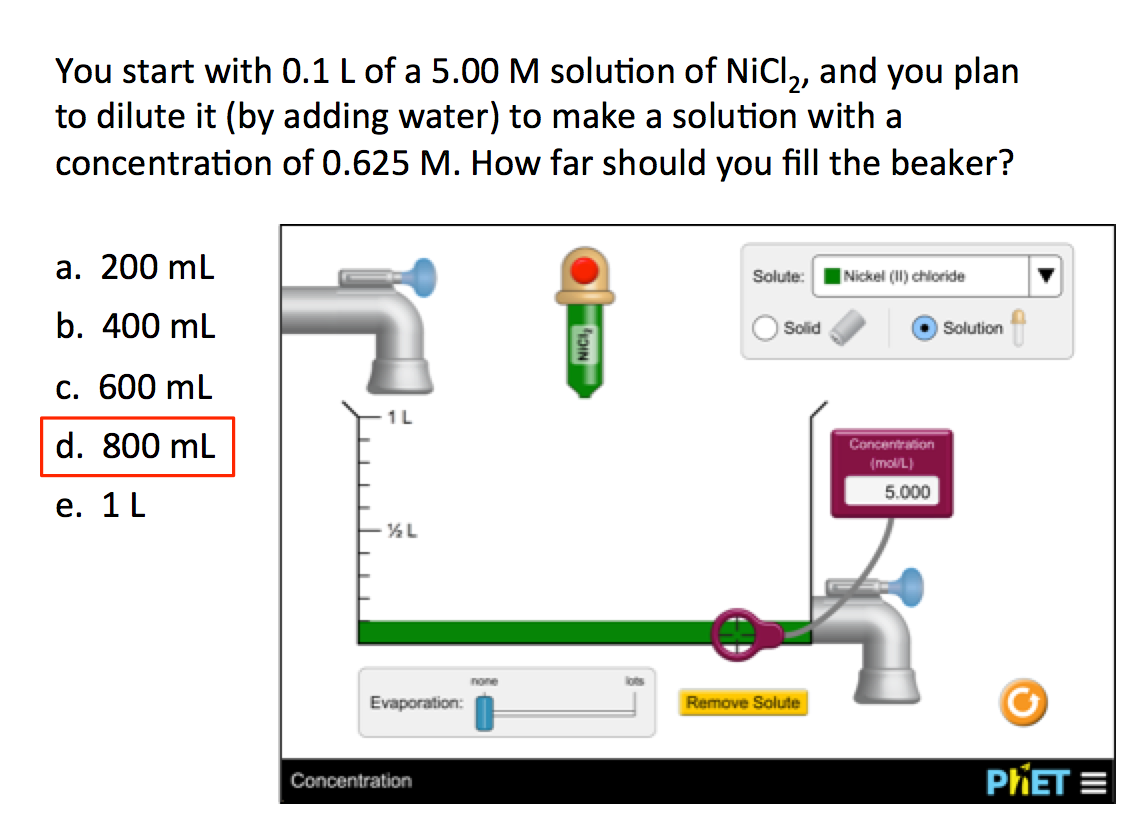 You start with 0.1 L of a 5.00 M solution of NiCl₂, and you plan
to dilute it (by adding water) to make a solution with a
concentration of 0.625 M. How far should you fill the beaker?
a. 200 mL
b. 400 mL
c. 600 mL
d. 800 mL
e. 1 L
Solute: Nickel (II) chloride
Solid Solution
NiCl₂
1 L
½ L
Concentration
(mol/L)
5.000
none lots
Evaporation:
Remove Solute
Concentration
PhET